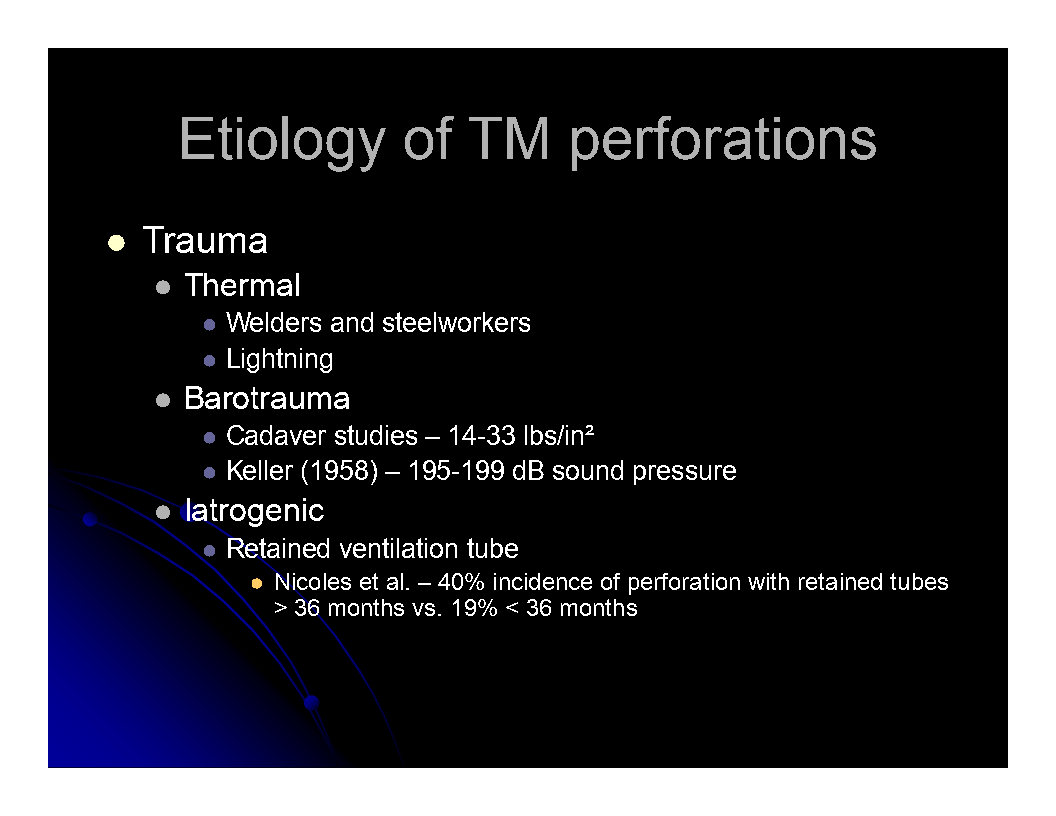 Etiology of TM perforations
Trauma
Thermal
Welders and steelworkers
Lightning
Barotrauma
Cadaver studies – 14-33 lbs/in²
Keller (1958) – 195-199 dB sound pressure
Iatrogenic
Retained ventilation tube
Nicoles et al. – 40% incidence of perforation with retained tubes
> 36 months vs. 19% < 36 months